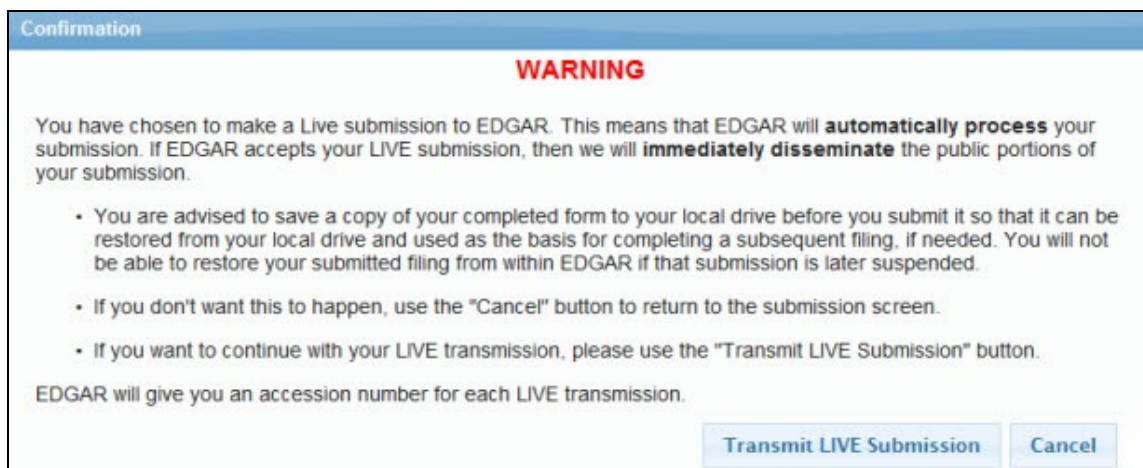 Confirmation
WARNING
You have chosen to make a Live submission to EDGAR. This means that EDGAR will automatically process your
submission. If EDGAR accepts your LIVE submission, then we will immediately disseminate the public portions of
your submission.
• You are advised to save a copy of your completed form to your local drive before you submit it so that it can be
restored from your local drive and used as the basis for completing a subsequent filing, if needed. You will not
be able to restore your submitted filing from within EDGAR if that submission is later suspended.
• If you don't want this to happen, use the "Cancel" button to return to the submission screen.
• If you want to continue with your LIVE transmission, please use the "Transmit LIVE Submission" button.
EDGAR will give you an accession number for each LIVE transmission.
Transmit LIVE Submission Cancel